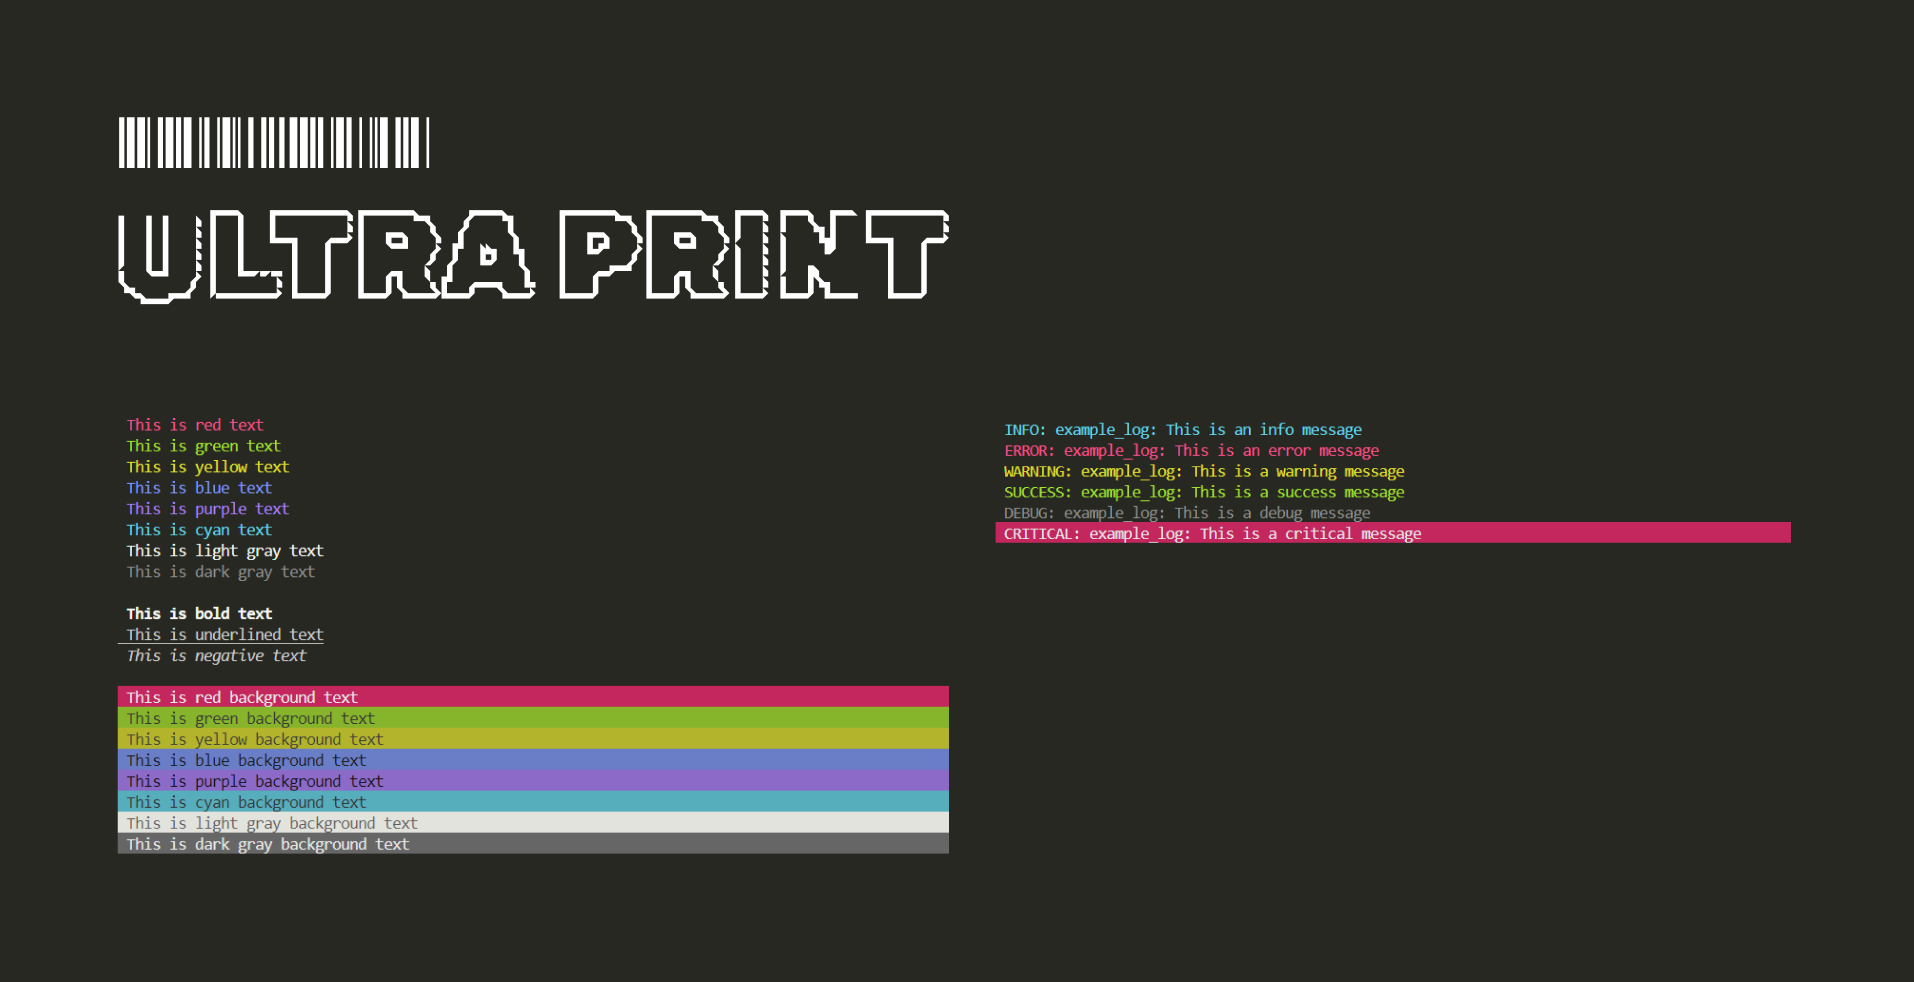 ULTRA PRINT
This is red text
This is green text
This is yellow text
This is blue text
This is purple text
This is cyan text
This is light gray text
This is dark gray text
This is bold text
This is underlined text
This is negative text
This is red background text
This is green background text
This is yellow background text
This is blue background text
This is purple background text
This is cyan background text
This is light gray background text
This is dark gray background text
INFO: example_log: This is an info message
ERROR: example_log: This is an error message
WARNING: example_log: This is a warning message
SUCCESS: example_log: This is a success message
DEBUG: example_log: This is a debug message
CRITICAL: example_log: This is a critical message